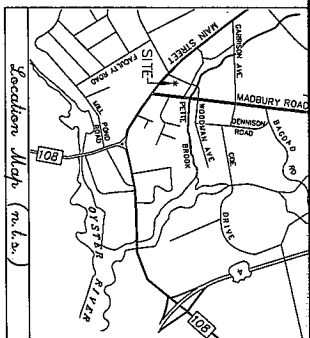 GARRISON AVE
MAIN STREET
MADBURY ROAD
BAGDAD RD
DENNISON
ROAD
FACULTY ROAD
SITE
WOODMAN AVE
COE
DRIVE
PETTE
BROOK
MILL
POND
ROAD
108
4
OYSTER
RIVER
108
Location Map (n.t.s.)